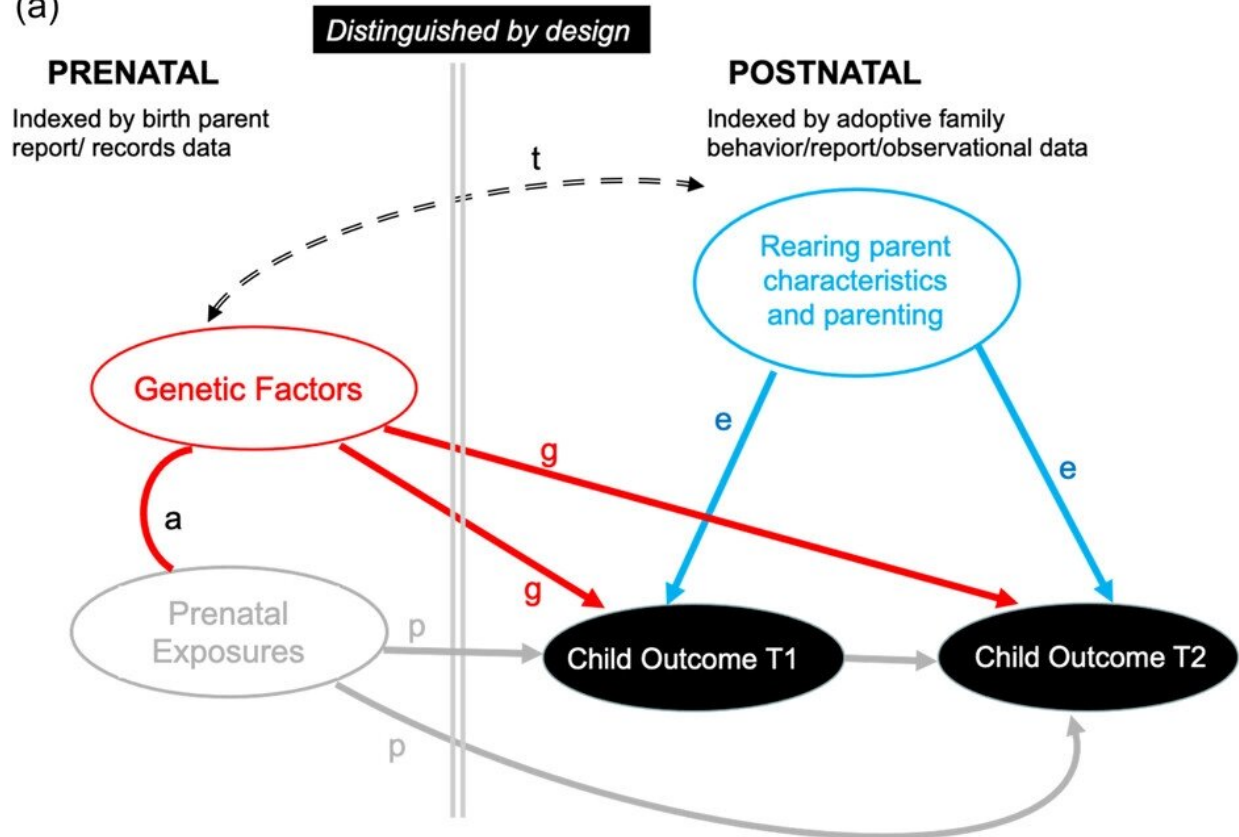 (a)
Distinguished by design
PRENATAL
Indexed by birth parent
report/ records data
POSTNATAL
Indexed by adoptive family
behavior/report/observational data
t
Rearing parent
characteristics
and parenting
Genetic Factors
e
e
g
a
g
Prenatal
Exposures
p
Child Outcome T1
Child Outcome T2
p